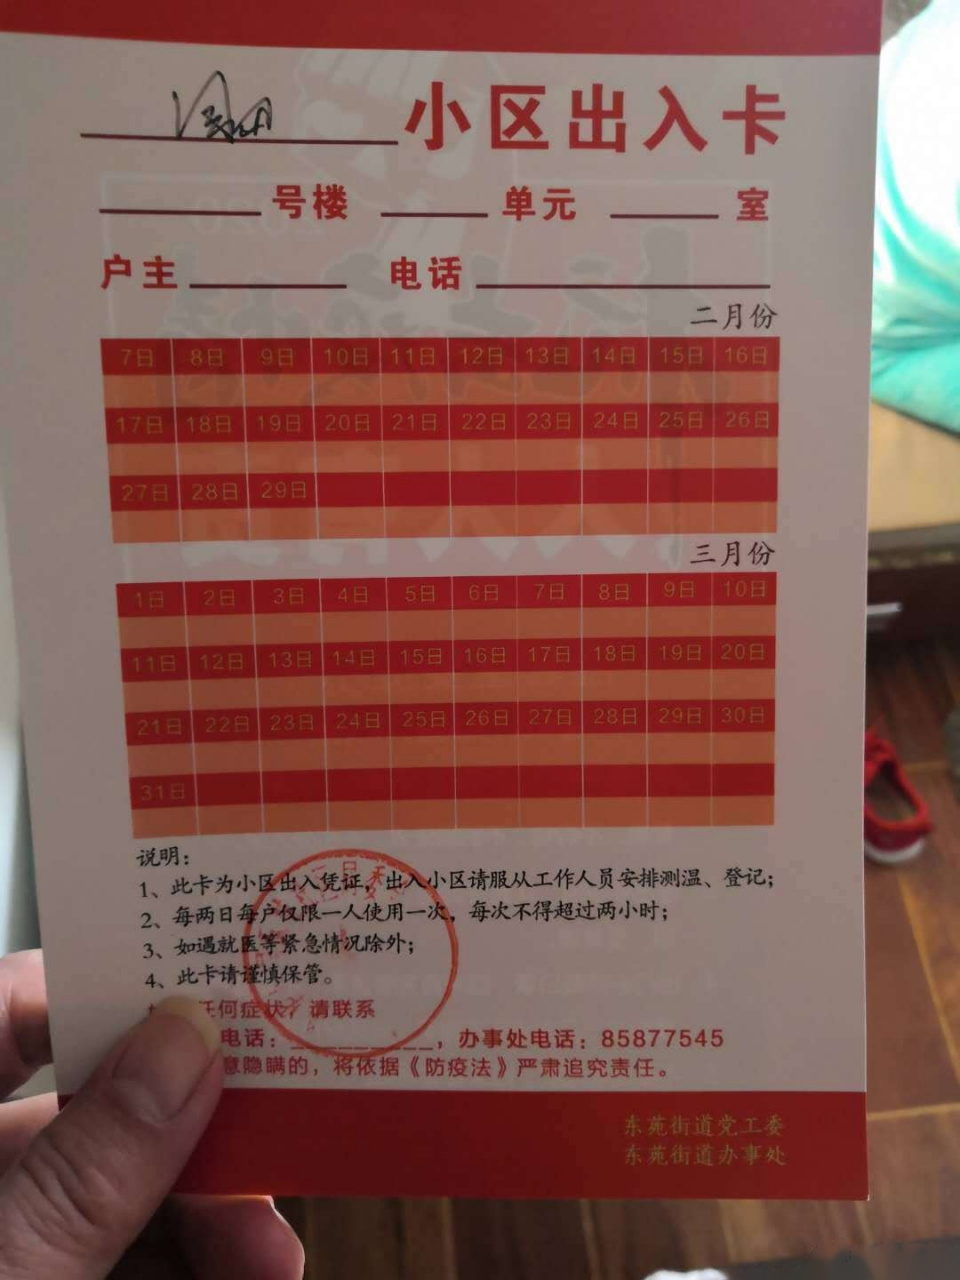 小区出入卡
号楼 单元 室
户主 电话
二月份
7日 8日 9日 10日 11日 12日 13日 14日 15日 16日
17日 18日 19日 20日 21日 22日 23日 24日 25日 26日
27日 28日 29日
三月份
1日 2日 3日 4日 5日 6日 7日 8日 9日 10日
11日 12日 13日 14日 15日 16日 17日 18日 19日 20日
21日 22日 23日 24日 25日 26日 27日 28日 29日 30日
31日
说明：
1、此卡为小区出入凭证，出入小区请服从工作人员安排测温、登记；
2、每两日每户仅限一人使用一次，每次不得超过两小时；
3、如遇就医等紧急情况除外；
4、此卡请谨慎保管。
任何症状，请联系
电话：＿＿＿＿＿＿＿，办事处电话：85877545
意隐瞒的，将依据《防疫法》严肃追究责任。
东苑街道党工委
东苑街道办事处